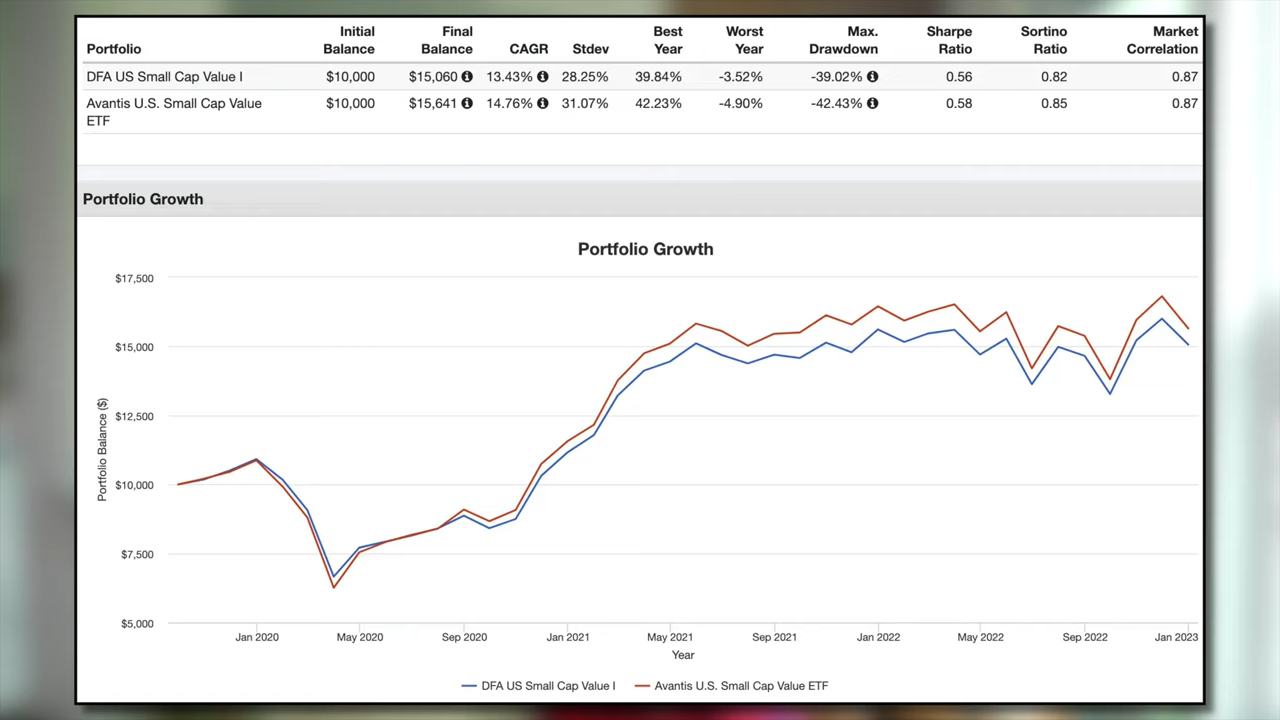 Portfolio Initial Balance Final Balance CAGR Stdev Best Year Worst Year Max. Drawdown Sharpe Ratio Sortino Ratio Market Correlation
DFA US Small Cap Value I $10,000 $15,060 13.43% 28.25% 39.84% -3.52% -39.02% 0.56 0.82 0.87
Avantis U.S. Small Cap Value ETF $10,000 $15,641 14.76% 31.07% 42.23% -4.90% -42.43% 0.58 0.85 0.87
Portfolio Growth
Portfolio Growth
$17,500
$15,000
$12,500
$10,000
$7,500
$5,000
Portfolio Balance ($)
Jan 2020 May 2020 Sep 2020 Jan 2021 May 2021 Sep 2021 Jan 2022 May 2022 Sep 2022 Jan 2023
Year
DFA US Small Cap Value I Avantis U.S. Small Cap Value ETF